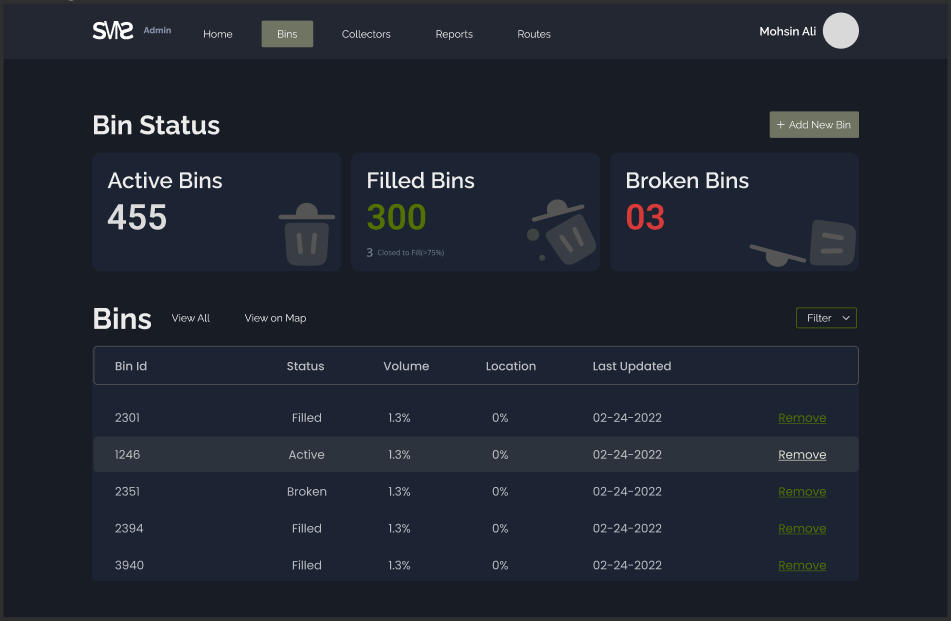 SMS Admin Home Bins Collectors Reports Routes Mohsin Ali
Bin Status + Add New Bin
Active Bins Filled Bins Broken Bins
455 300 03
3 Closed to Fill(>75%)
Bins View All View on Map Filter
Bin Id Status Volume Location Last Updated
2301 Filled 1.3% 0% 02-24-2022 Remove
1246 Active 1.3% 0% 02-24-2022 Remove
2351 Broken 1.3% 0% 02-24-2022 Remove
2394 Filled 1.3% 0% 02-24-2022 Remove
3940 Filled 1.3% 0% 02-24-2022 Remove